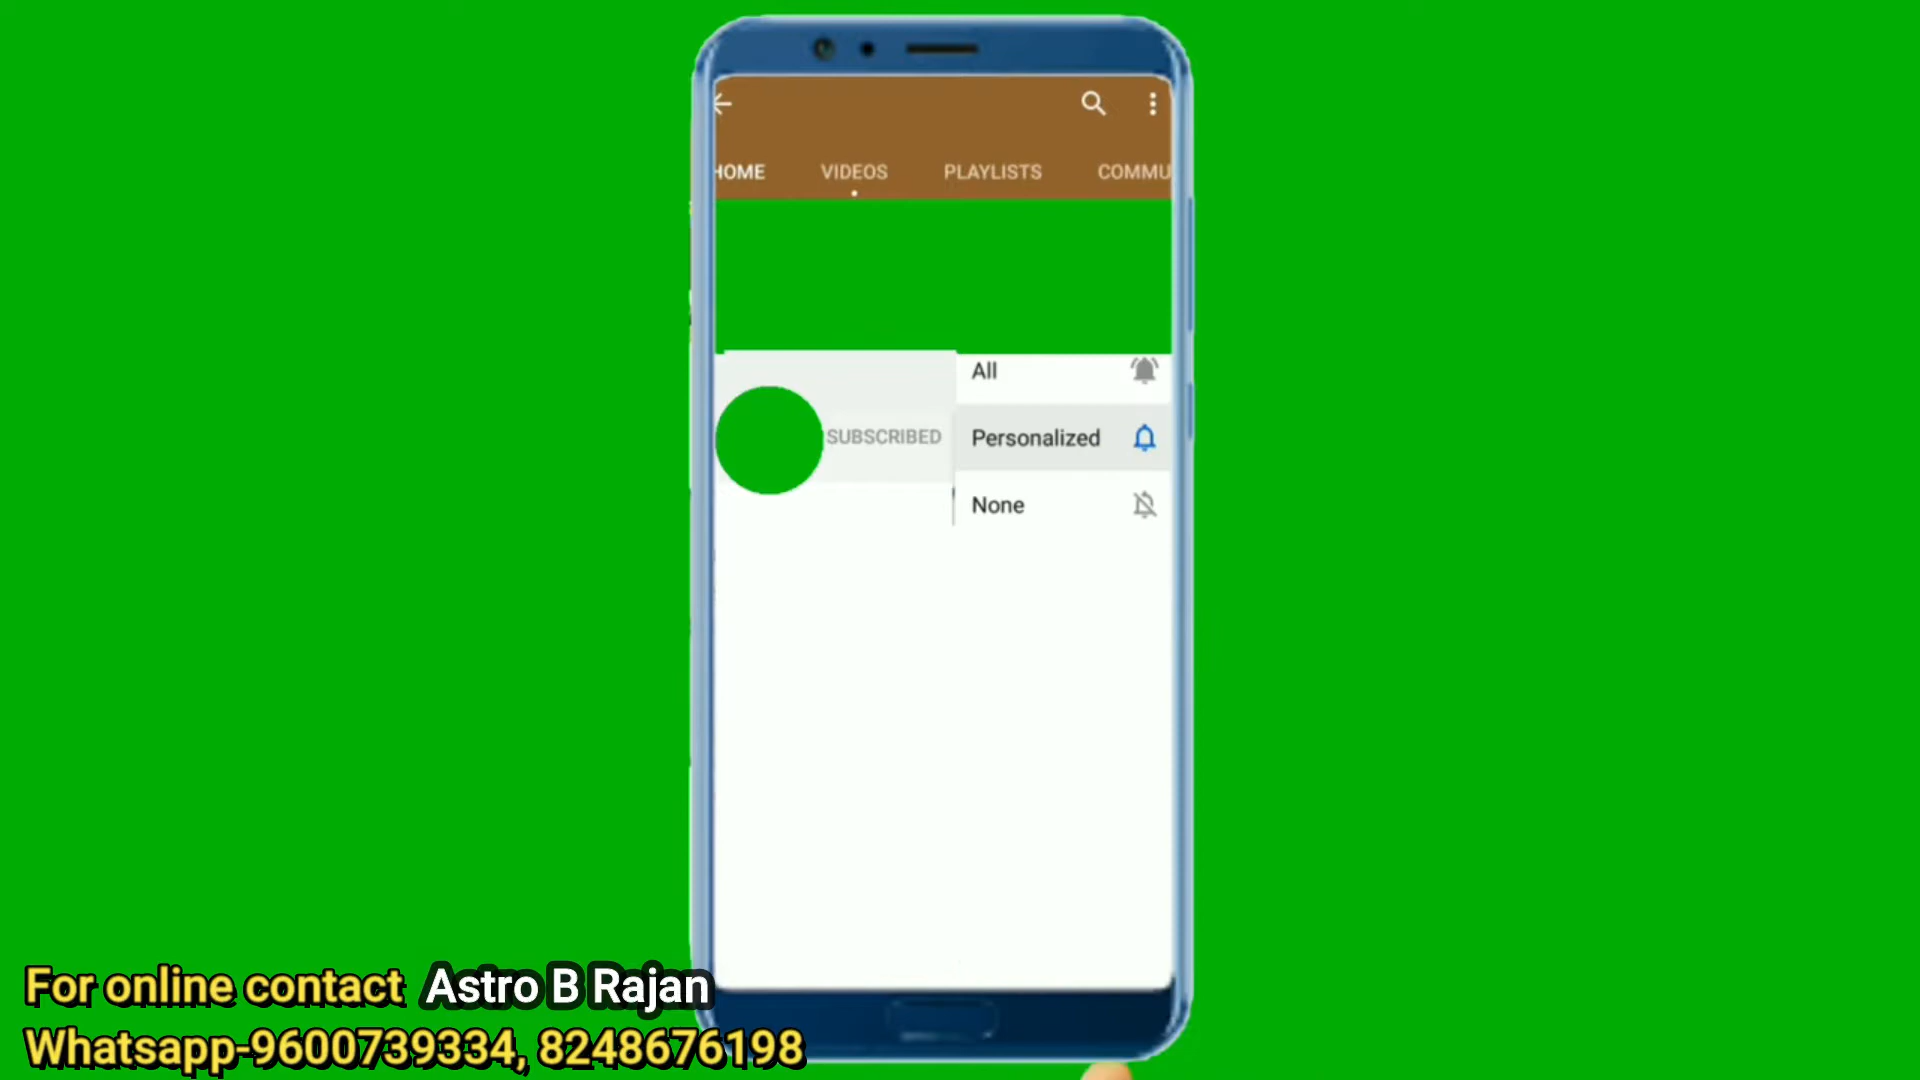 HOME VIDEOS PLAYLISTS COMMU
All
SUBSCRIBED Personalized
None
For online contact Astro B Rajan
Whatsapp-9600739334, 8248676198